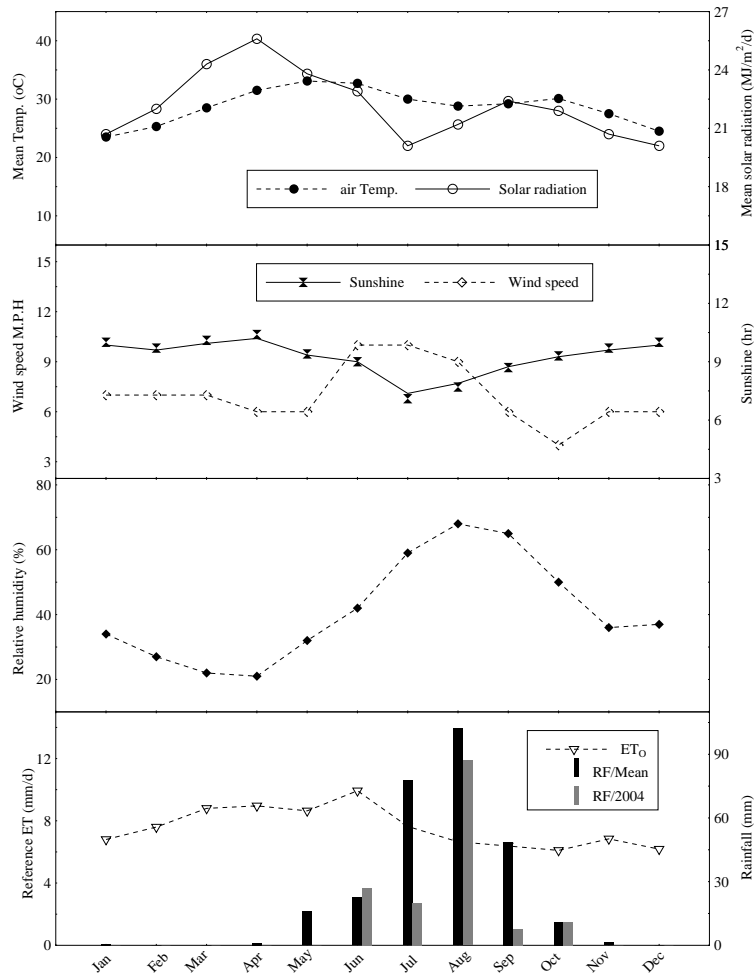 40
30
20
10
Mean Temp. (oC)
27
24
21
18
15
Mean solar radiation (MJ/m²/d)
air Temp.
Solar radiation
15
12
9
6
3
Wind speed M.P.H
15
12
9
6
3
Sunshine (hr)
Sunshine
Wind speed
80
60
40
20
Relative humidity (%)
12
8
4
0
Reference ET (mm/d)
90
60
30
0
Rainfall (mm)
ETO
RF/Mean
RF/2004
Jan
Feb
Mar
Apr
May
Jun
Jul
Aug
Sep
Oct
Nov
Dec